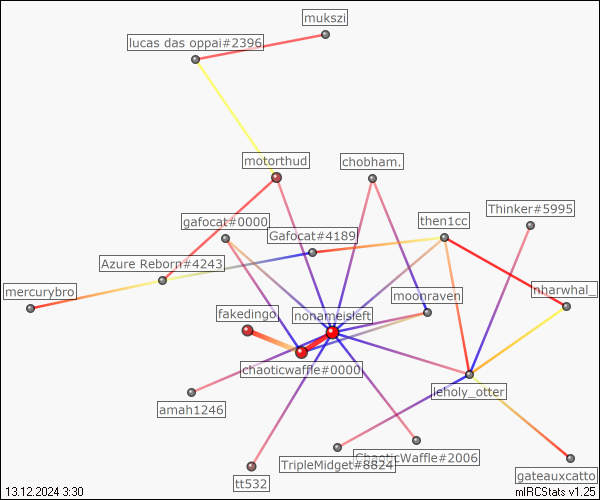 mukszi
lucas das oppai#2396
motorthud
chobham.
Thinker#5995
gafocat#0000
then1cc
Gafocat#4189
Azure Reborn#4243
mercurybro
nharwhal_
moonraven
fakedingo.
nonameisleft
chaoticwaffle#0000
leholy_otter
amah1246
ChaoticWaffle#2006
TripleMidget#8824
gateauxcatto
tt532
13.12.2024 3:30
mIRCStats v1.25